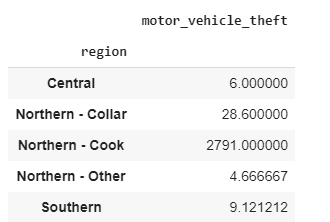 motor_vehicle_theft
region
Central 6.000000
Northern - Collar 28.600000
Northern - Cook 2791.000000
Northern - Other 4.666667
Southern 9.121212